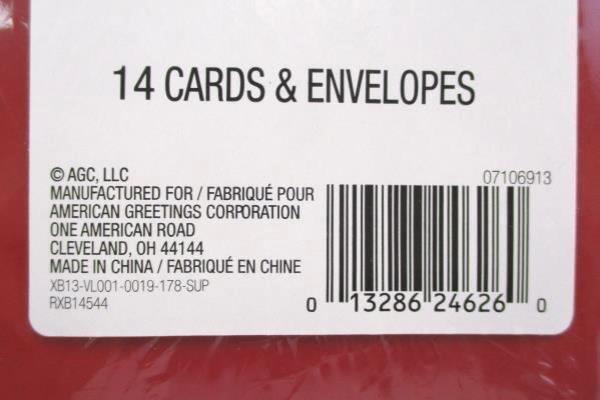 14 CARDS & ENVELOPES
© AGC, LLC
MANUFACTURED FOR / FABRIQUÉ POUR
AMERICAN GREETINGS CORPORATION
ONE AMERICAN ROAD
CLEVELAND, OH 44144
MADE IN CHINA / FABRIQUÉ EN CHINE
XB13-VL001-0019-178-SUP
RXB14544
07106913
0 13286 24626 0